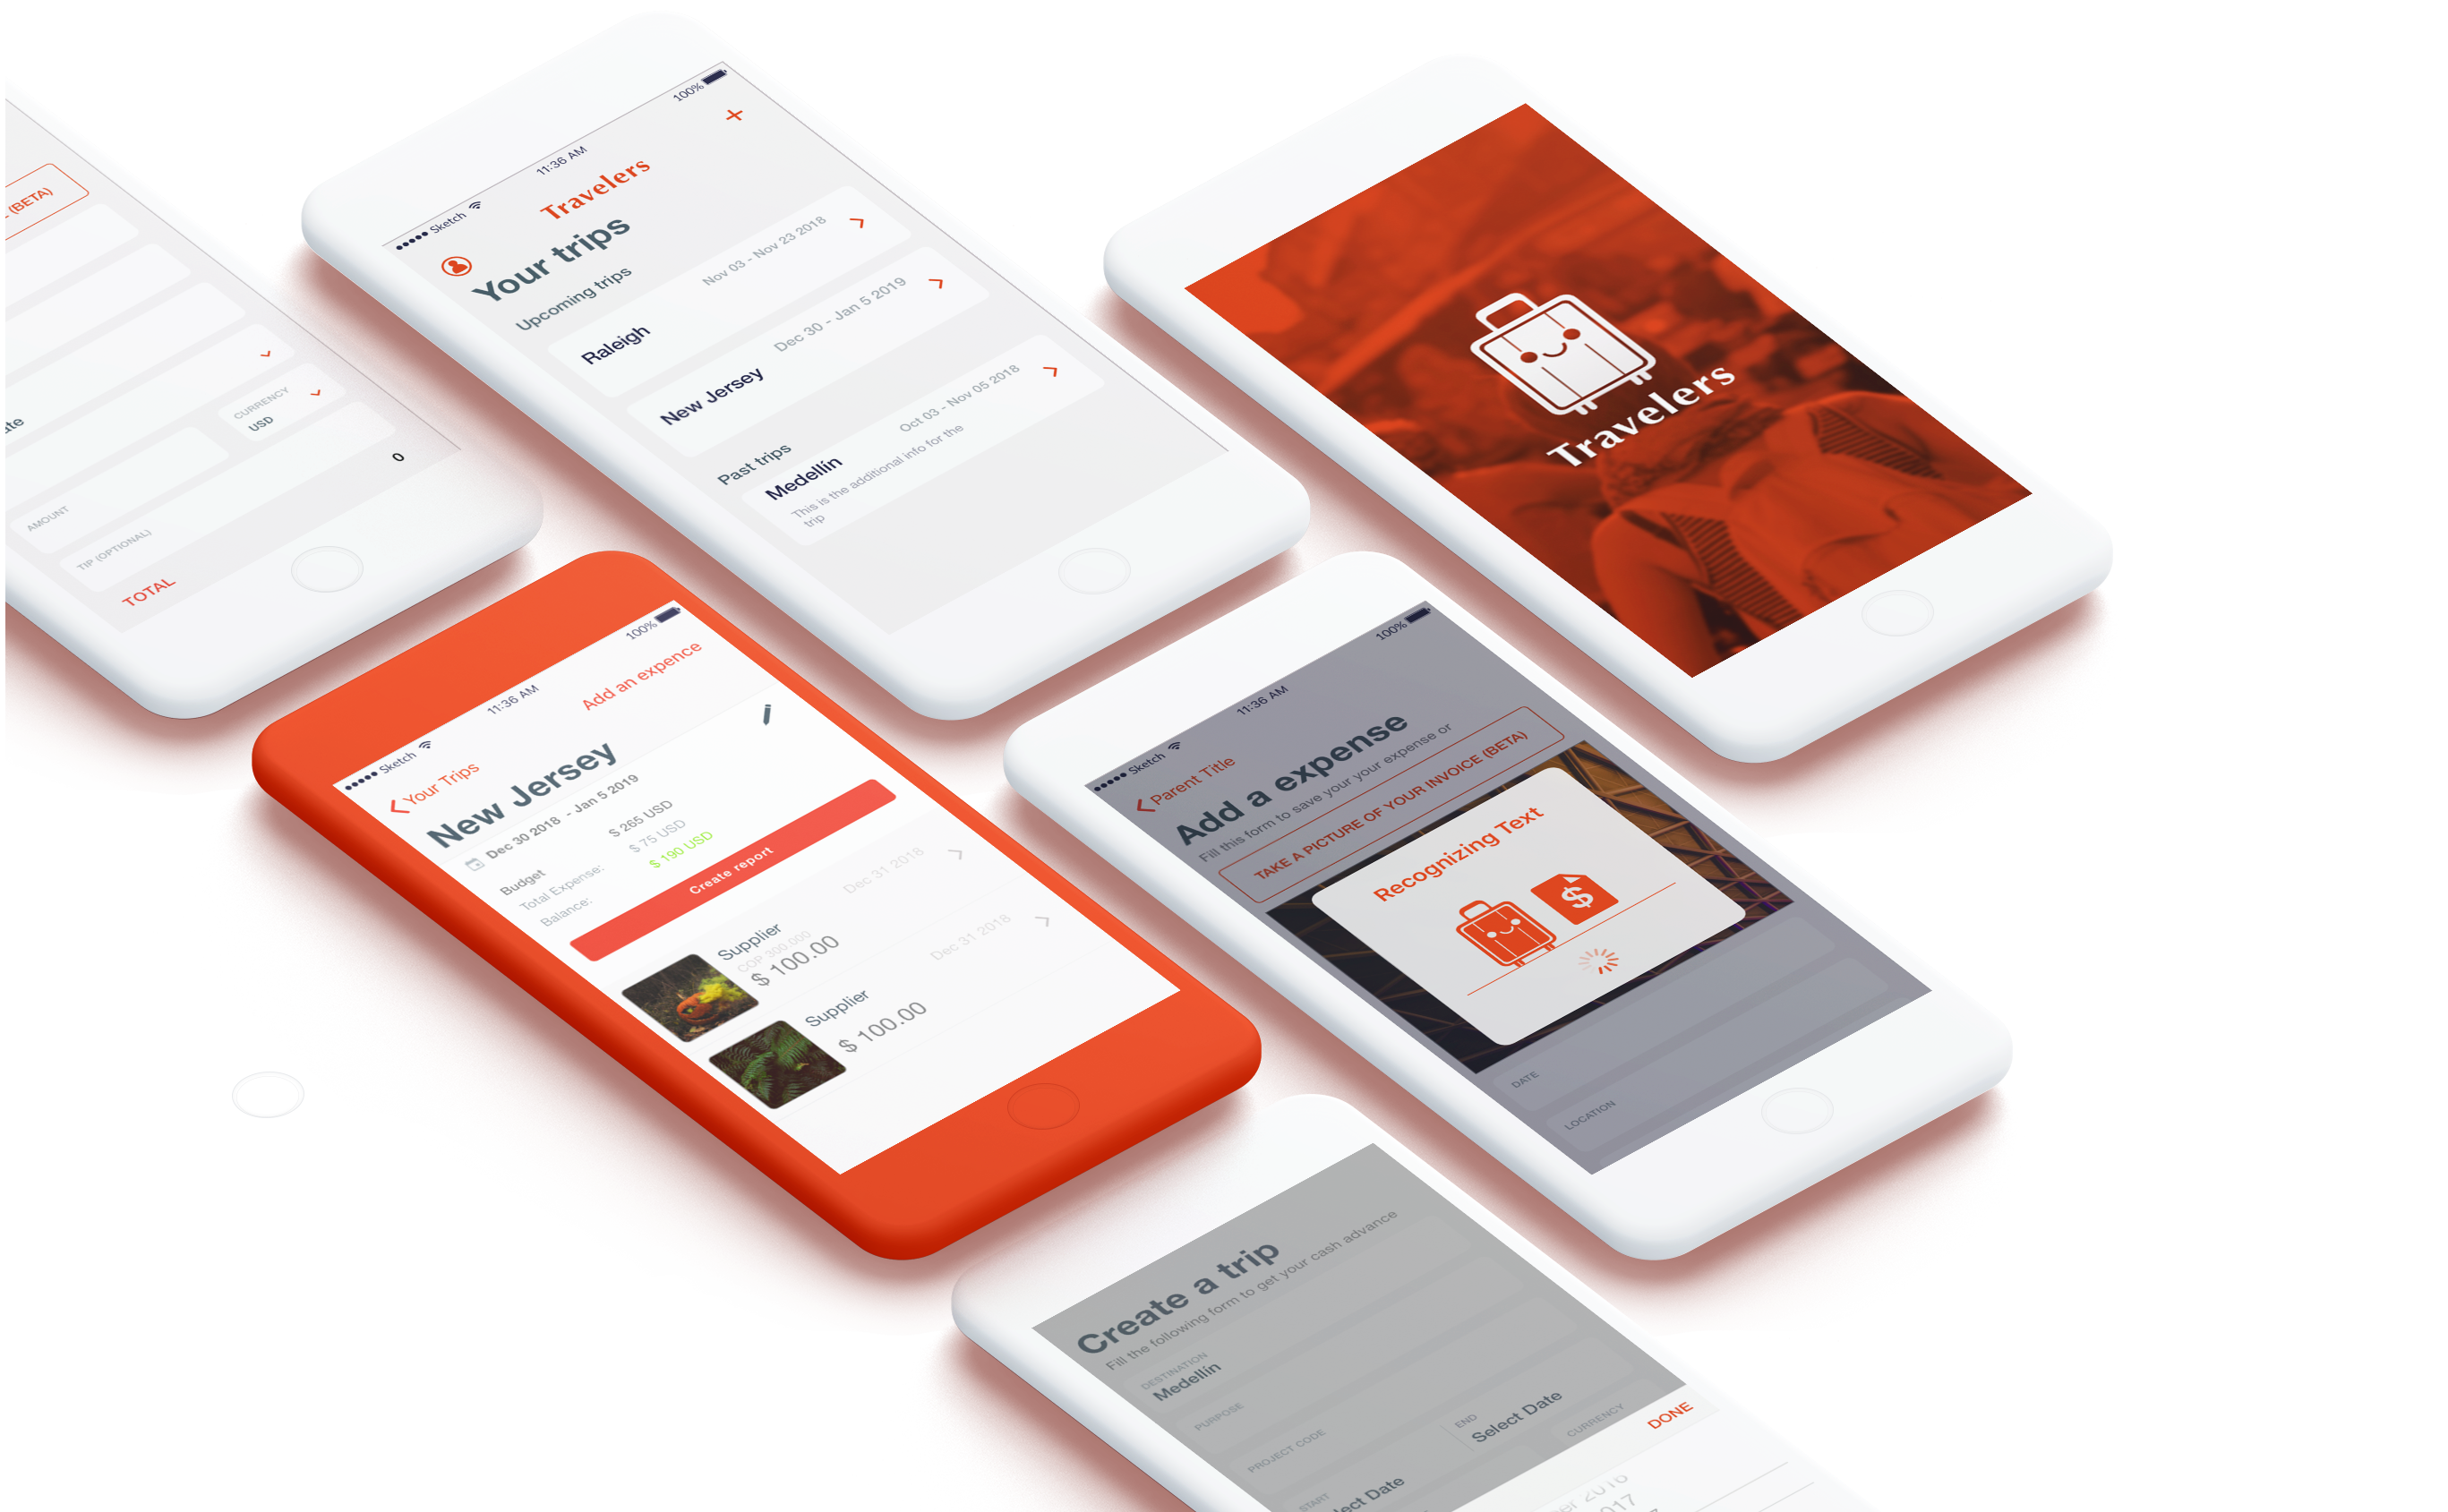 (BETA)
CURRENCY
USD
AMOUNT
TIP (OPTIONAL)
TOTAL
0
Sketch
11:36 AM
100%
Travelers
+
Your trips
Upcoming trips
Raleigh
Nov 03 - Nov 23 2018
New Jersey
Dec 30 - Jan 5 2019
Past trips
Medellín
Oct 03 - Nov 05 2018
This is the additional info for the
trip
Travelers
Sketch
11:36 AM
100%
Your Trips
Add an expence
New Jersey
Dec 30 2018 - Jan 5 2019
Budget
$ 265 USD
Total Expense:
$ 75 USD
Balance:
$ 190 USD
Create report
Supplier
Dec 31 2018
COP 300.000
$ 100.00
Supplier
Dec 31 2018
$ 100.00
Sketch
11:36 AM
100%
Parent Title
Add a expense
Fill this form to save your your expense or
TAKE A PICTURE OF YOUR INVOICE (BETA)
Recognizing Text
$
DATE
LOCATION
Create a trip
Fill the following form to get your cash advance
DESTINATION
Medellín
PURPOSE
PROJECT CODE
START
END
Select Date
CURRENCY
DONE